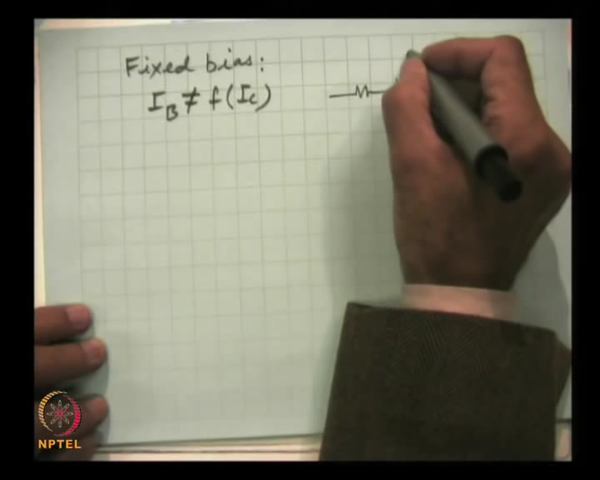 Fixed bias:
I_B ≠ f(I_C)
NPTEL